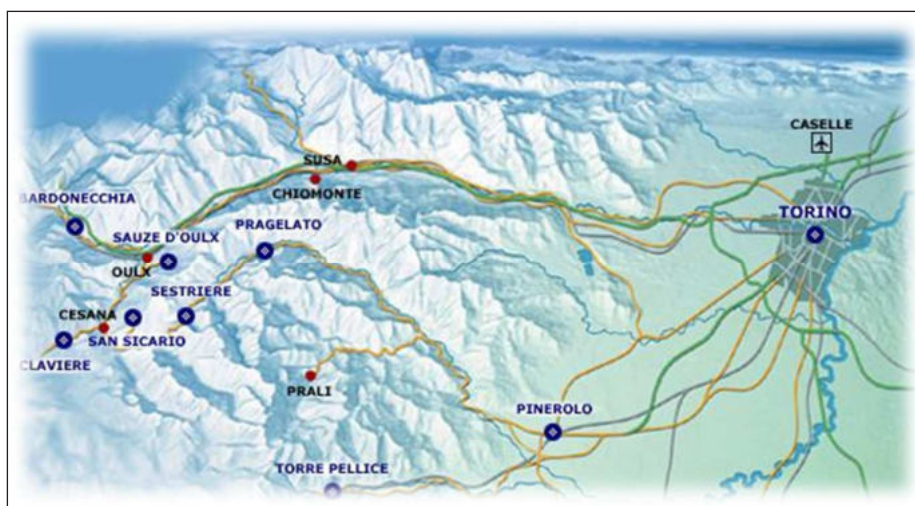 CASELLE
SUSA
CHIOMONTE
BARDONECCHIA
SAUZE D'OULX
PRAGELATO
TORINO
OULX
SESTRIERE
CESANA
SAN SICARIO
CLAVIERE
PRALI
PINEROLO
TORRE PELLICE